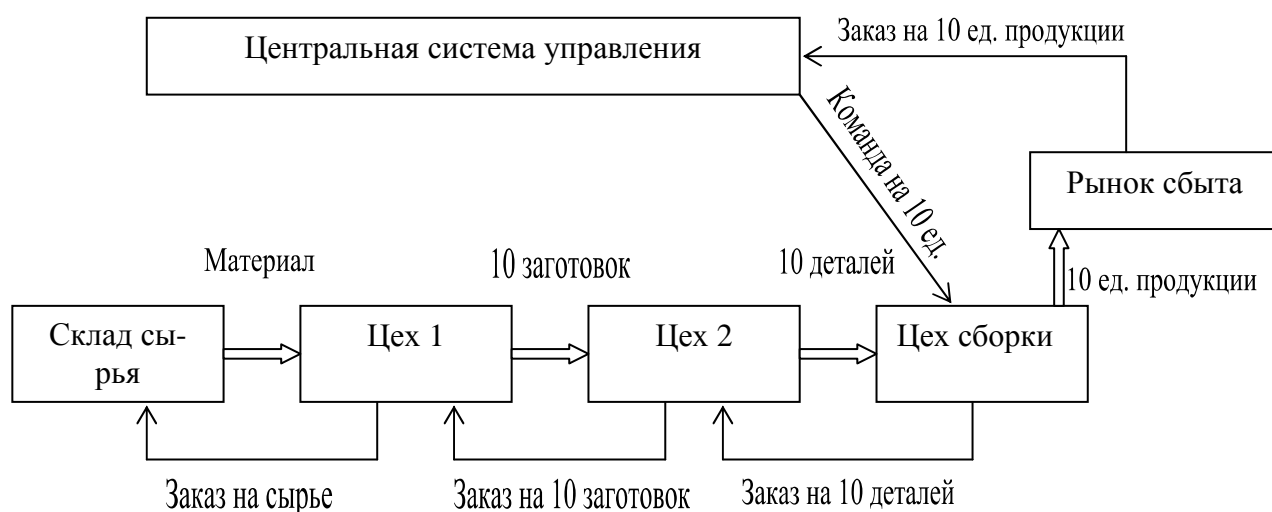 Центральная система управления
Заказ на 10 ед. продукции
Команда на 10 ед.
Рынок сбыта
Материал
10 заготовок
10 деталей
10 ед. продукции
Склад сы-
рья
Цех 1
Цех 2
Цех сборки
Заказ на сырье
Заказ на 10 заготовок
Заказ на 10 деталей